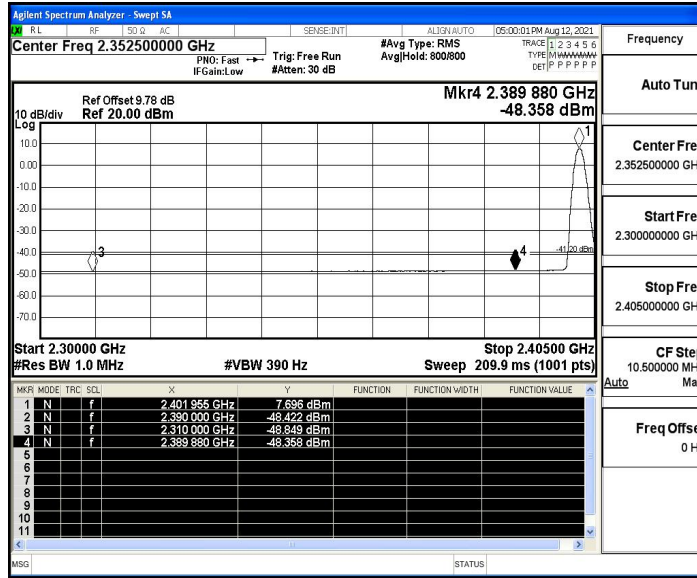 Agilent Spectrum Analyzer - Swept SA
LXI RL RF 50 Ω AC SENSE:INT ALIGN AUTO 05:00:01 PM Aug 12, 2021
Center Freq 2.352500000 GHz
PNO: Fast
IFGain:Low
Trig: Free Run
#Atten: 30 dB
#Avg Type: RMS
Avg|Hold: 800/800
TRACE 1 2 3 4 5 6
TYPE M W W W W W
DET P P P P P P
Ref Offset 9.78 dB
10 dB/div Ref 20.00 dBm
Log
Mkr4 2.389 880 GHz
-48.358 dBm
1
10.0
0.00
-10.0
-20.0
-30.0
-40.0
3
4
-41.20 dBm
-50.0
-60.0
-70.0
Start 2.30000 GHz Stop 2.40500 GHz
#Res BW 1.0 MHz #VBW 390 Hz Sweep 209.9 ms (1001 pts)
MKR MODE TRC SCL X Y FUNCTION FUNCTION WIDTH FUNCTION VALUE
1 N f 2.401 955 GHz 7.696 dBm
2 N f 2.390 000 GHz -48.422 dBm
3 N f 2.310 000 GHz -48.849 dBm
4 N f 2.389 880 GHz -48.358 dBm
5
6
7
8
9
10
11
MSG STATUS
Frequency
Auto Tun
Center Fre
2.352500000 GH
Start Fre
2.300000000 GH
Stop Fre
2.405000000 GH
CF Ste
10.500000 MH
Auto Ma
Freq Offse
0 H